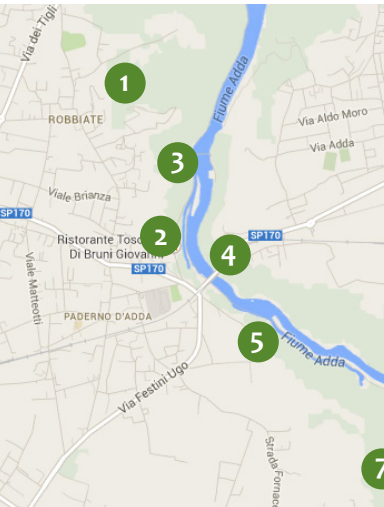 Via dei Tigli
1
Fiume Adda
ROBBIATE
Via Aldo Moro
Via Adda
3
Viale Brianza
SP170
2
SP170
Ristorante Tosc
Di Bruni Giovanni
4
SP170
Viale Matteotti
PADERNO D'ADDA
5
Fiume Adda
Via Festini Ugo
Strada Fornac
7